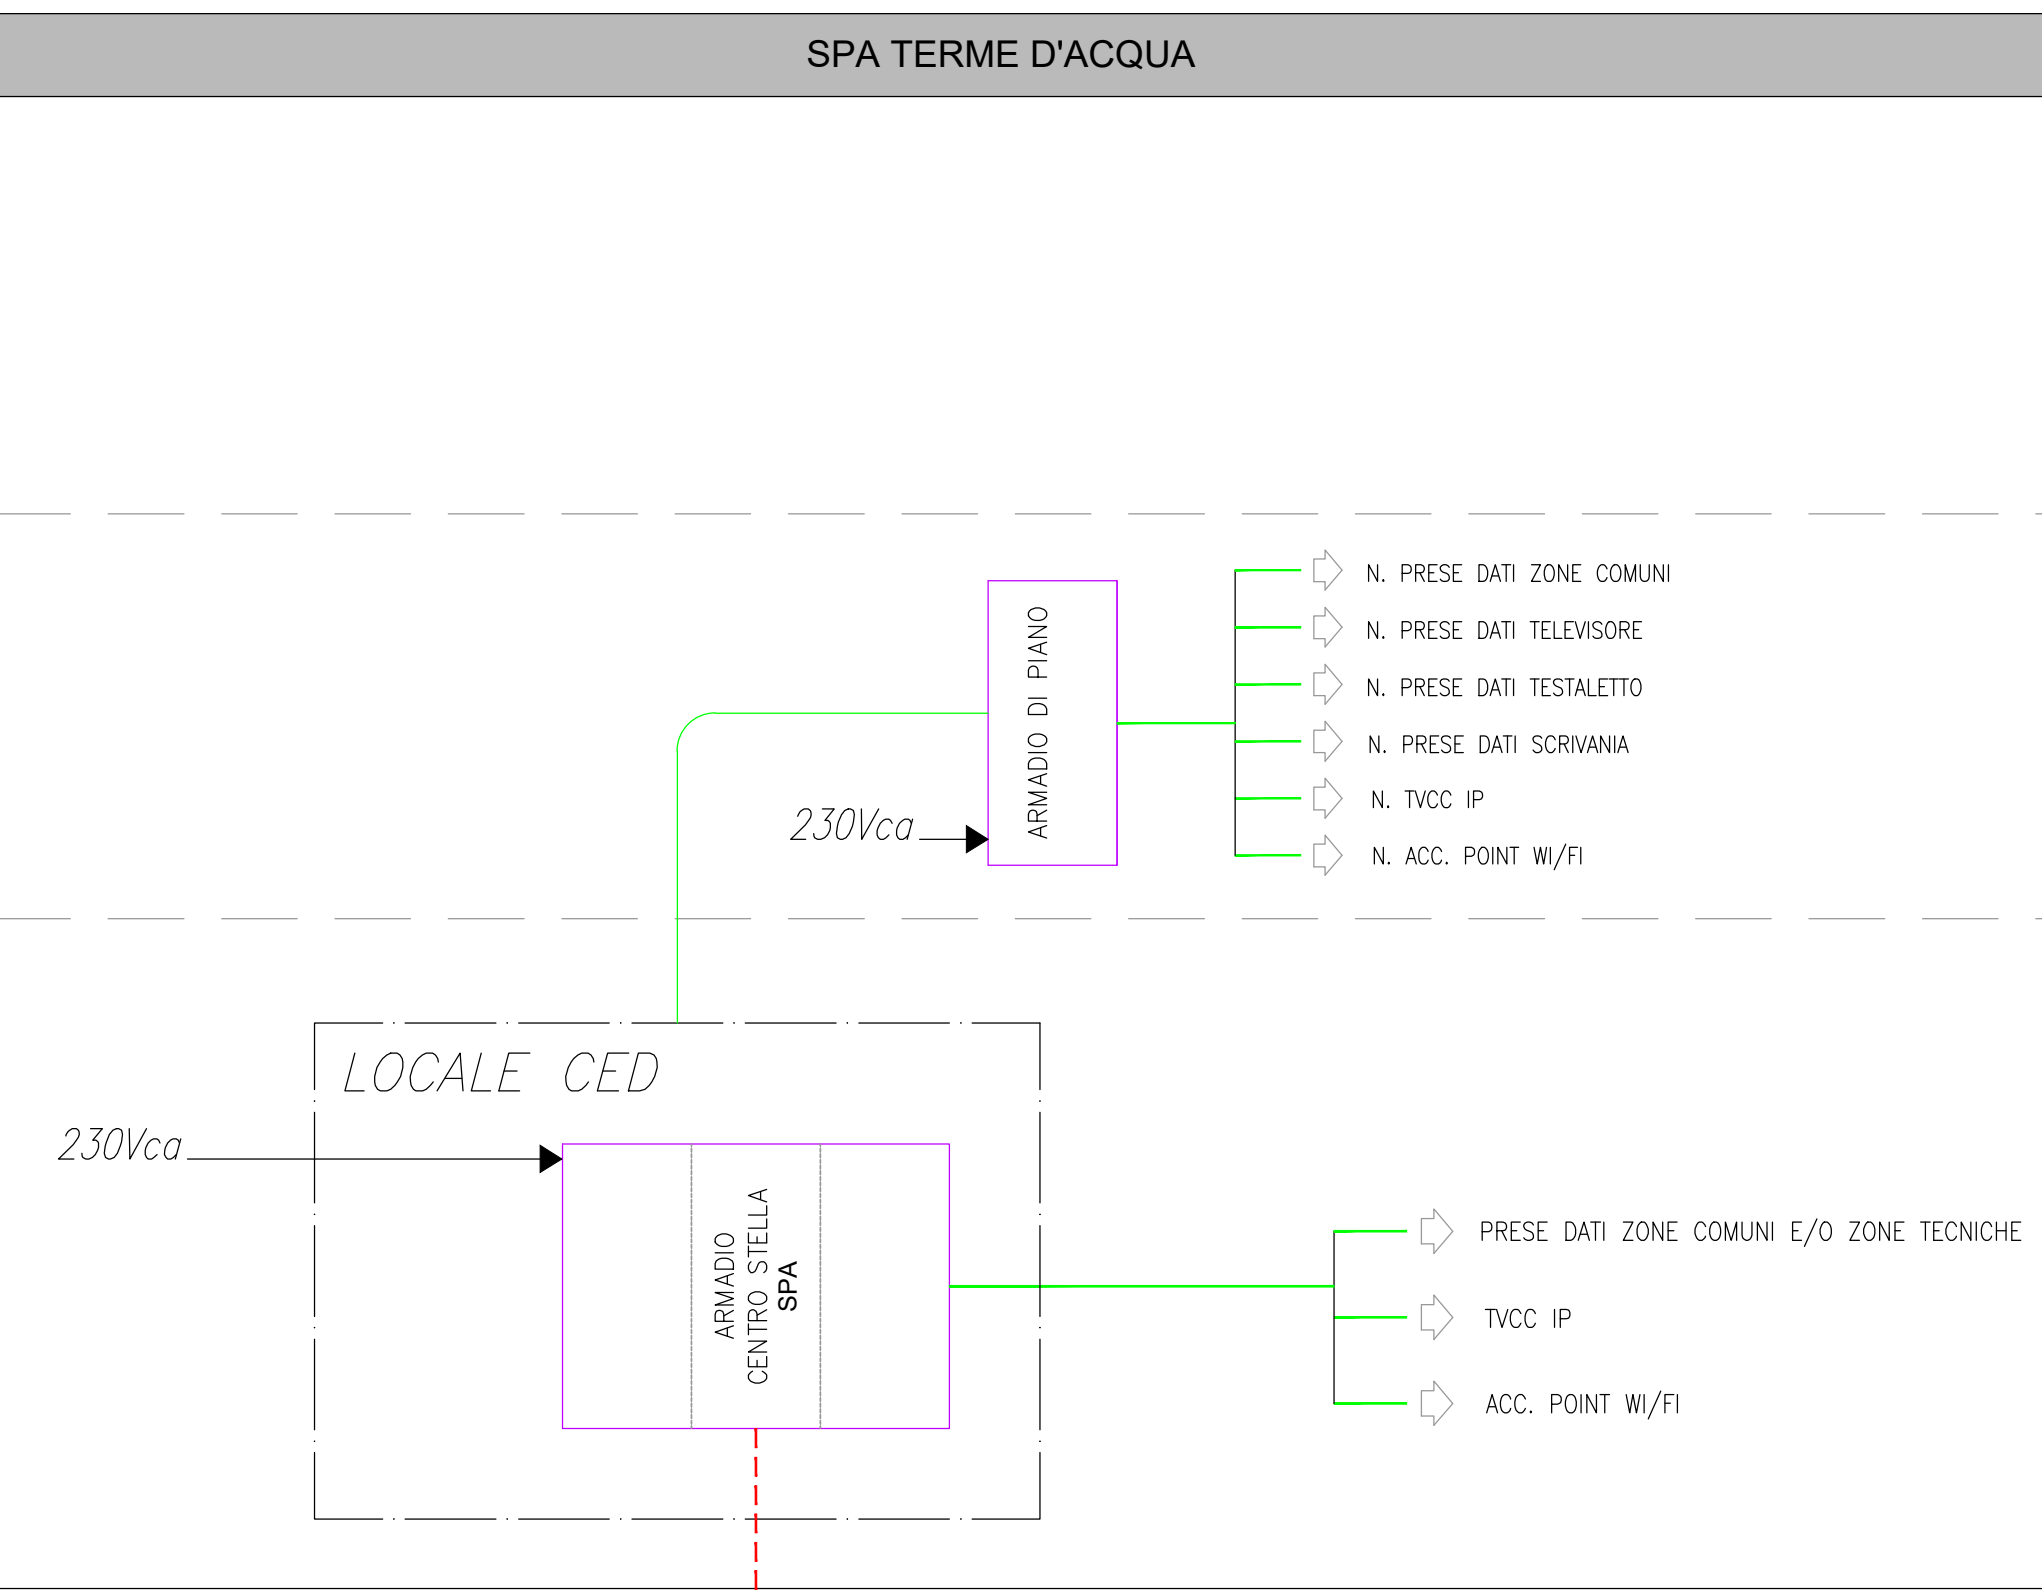 SPA TERME D'ACQUA
N. PRESE DATI ZONE COMUNI
N. PRESE DATI TELEVISORE
N. PRESE DATI TESTALETTO
N. PRESE DATI SCRIVANIA
N. TVCC IP
N. ACC. POINT WI/FI
ARMADIO DI PIANO
230Vca
LOCALE CED
230Vca
ARMADIO
CENTRO STELLA
SPA
PRESE DATI ZONE COMUNI E/O ZONE TECNICHE
TVCC IP
ACC. POINT WI/FI